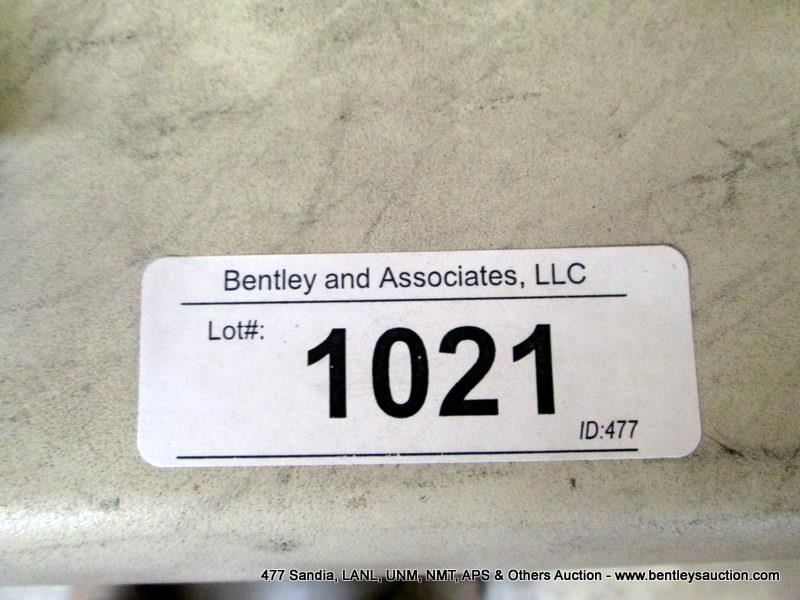 Bentley and Associates, LLC
Lot#:
1021
ID:477
477 Sandia, LANL, UNM, NMT, APS & Others Auction - www.bentleysauction.com